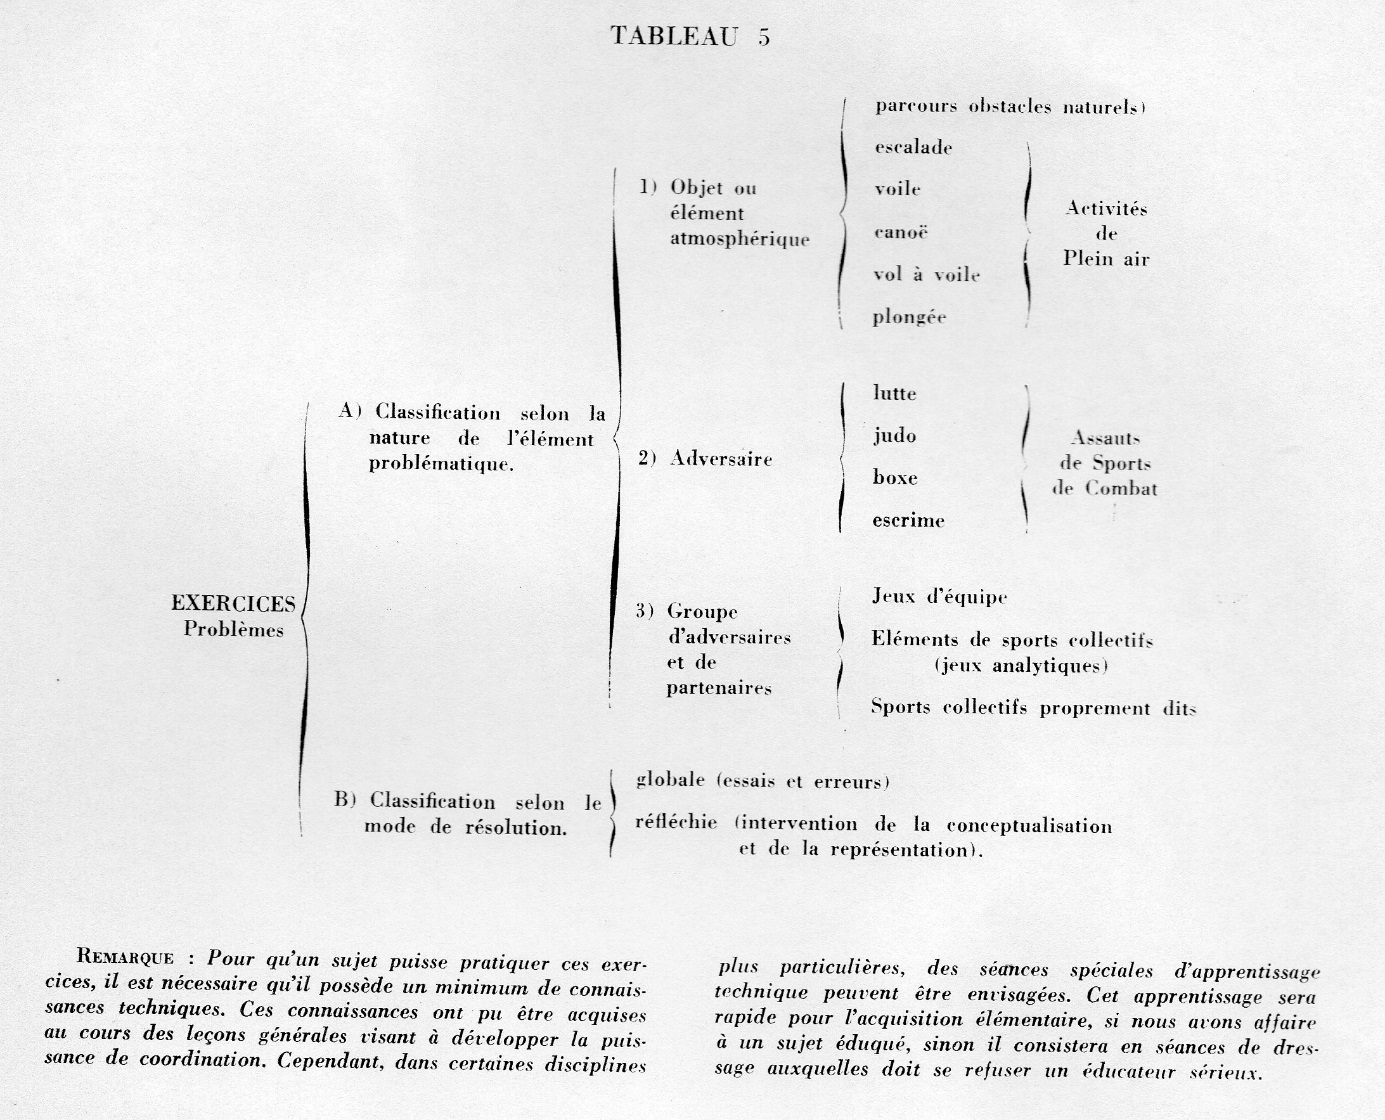 TABLEAU 5
parcours obstacles naturels)
escalade
voile
canoë
vol à voile
plongée
1) Objet ou
élément
atmosphérique
Activités
de
Plein air
A) Classification selon la
nature de l'élément
problématique.
2) Adversaire
lutte
judo
boxe
escrime
Assauts
de Sports
de Combat
EXERCICES
Problèmes
3) Groupe
d'adversaires
et de
partenaires
Jeux d'équipe
Eléments de sports collectifs
(jeux analytiques)
Sports collectifs proprement dits
B) Classification selon le
mode de résolution.
globale (essais et erreurs)
réfléchie (intervention de la conceptualisation
et de la représentation).
REMARQUE : Pour qu'un sujet puisse pratiquer ces exer-
cices, il est nécessaire qu'il possède un minimum de connais-
sances techniques. Ces connaissances ont pu être acquises
au cours des leçons générales visant à développer la puis-
sance de coordination. Cependant, dans certaines disciplines
plus particulières, des séances spéciales d'apprentissage
technique peuvent être envisagées. Cet apprentissage sera
rapide pour l'acquisition élémentaire, si nous avons affaire
à un sujet éduqué, sinon il consistera en séances de dres-
sage auxquelles doit se refuser un éducateur sérieux.